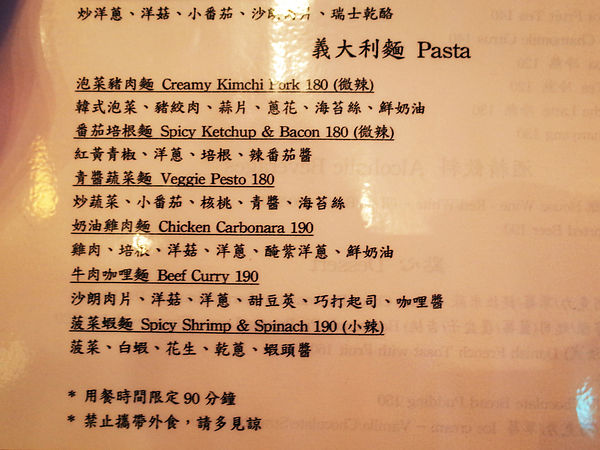 炒洋蔥、洋菇、小番茄、沙朗肉片、瑞士乾酪
義大利麵 Pasta
泡菜豬肉麵 Creamy Kimchi Pork 180 (微辣)
韓式泡菜、豬絞肉、蒜片、蔥花、海苔絲、鮮奶油
番茄培根麵 Spicy Ketchup & Bacon 180 (微辣)
紅黃青椒、洋蔥、培根、辣番茄醬
青醬蔬菜麵 Veggie Pesto 180
炒蔬菜、小番茄、核桃、青醬、海苔絲
奶油雞肉麵 Chicken Carbonara 190
雞肉、培根、洋菇、洋蔥、醃紫洋蔥、鮮奶油
牛肉咖哩麵 Beef Curry 190
沙朗肉片、洋菇、洋蔥、甜豆莢、巧打起司、咖哩醬
菠菜蝦麵 Spicy Shrimp & Spinach 190 (小辣)
菠菜、白蝦、花生、乾蔥、蝦頭醬
* 用餐時間限定 90 分鐘
* 禁止攜帶外食，請多見諒